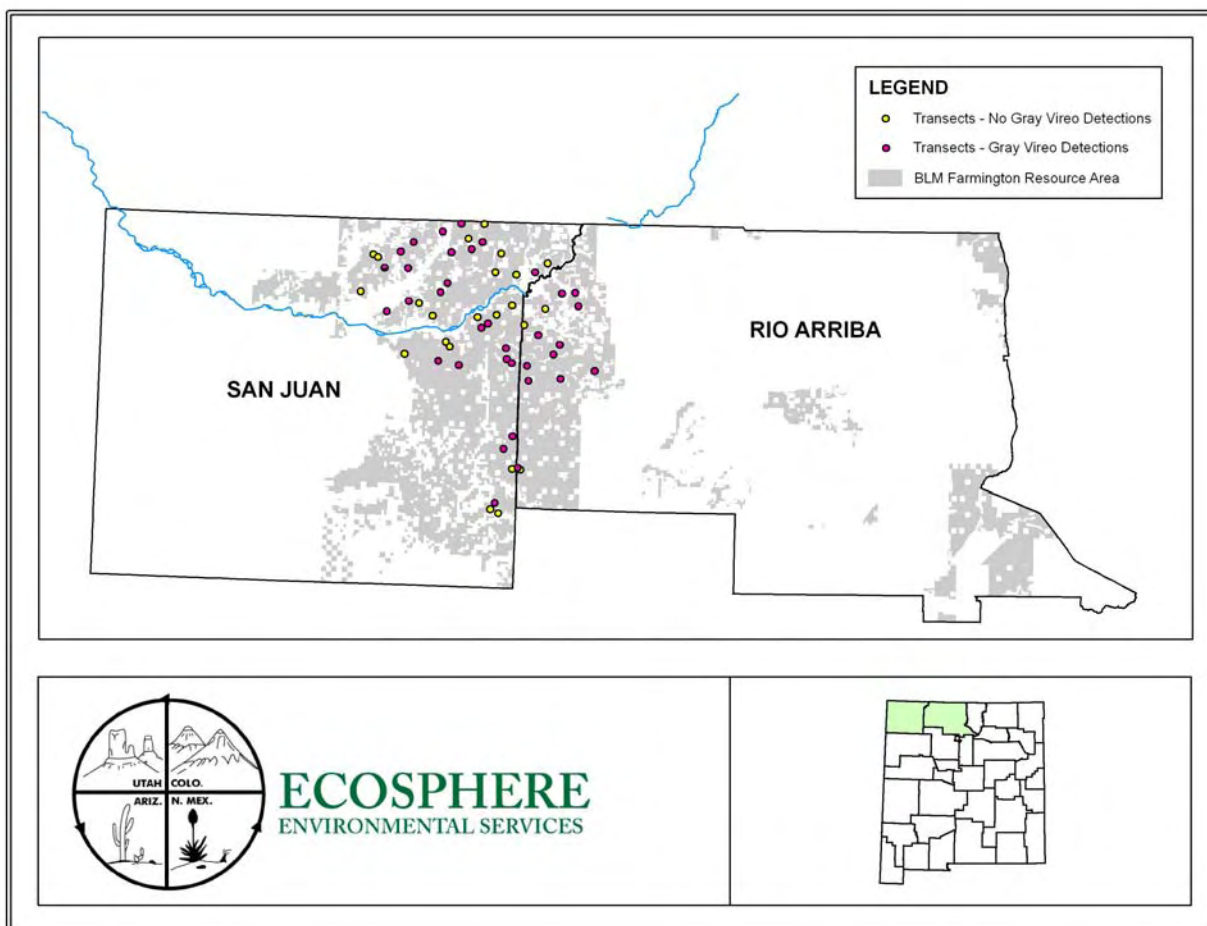 LEGEND
Transects - No Gray Vireo Detections
Transects - Gray Vireo Detections
BLM Farmington Resource Area
RIO ARRIBA
SAN JUAN
UTAH COLO.
ARIZ. N. MEX.
ECOSPHERE
ENVIRONMENTAL SERVICES